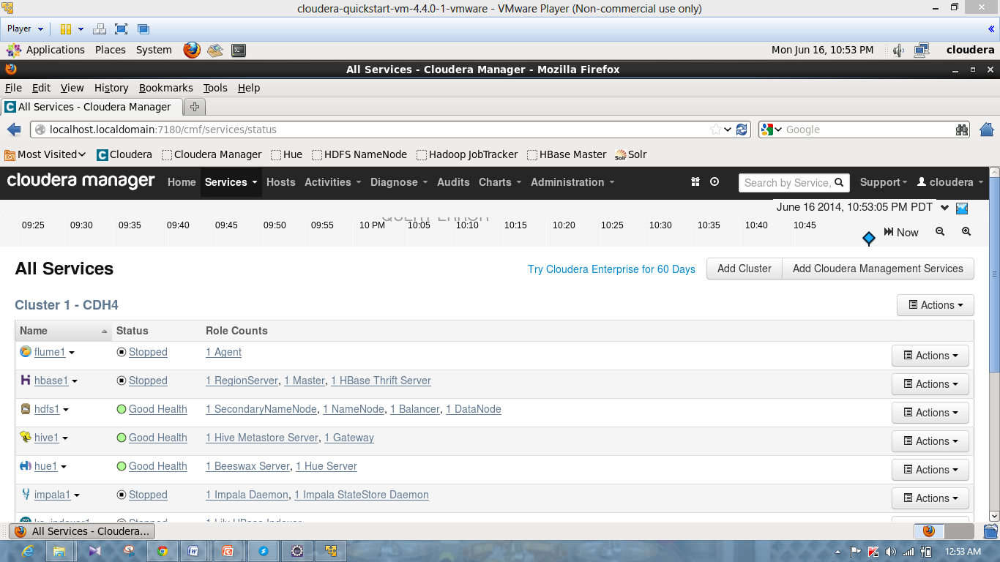 cloudera-quickstart-vm-4.4.0-1-vmware - VMware Player (Non-commercial use only)
Player
Applications Places System Mon Jun 16, 10:53 PM cloudera
All Services - Cloudera Manager - Mozilla Firefox
File Edit View History Bookmarks Tools Help
All Services - Cloudera Manager
localhost.localdomain:7180/cmf/services/status Google
Most Visited Cloudera Cloudera Manager Hue HDFS NameNode Hadoop JobTracker HBase Master Solr Solr
cloudera manager Home Services Hosts Activities Diagnose Audits Charts Administration Search by Service, Support cloudera
June 16 2014, 10:53:05 PM PDT
QUERY ERROR
09:25 09:30 09:35 09:40 09:45 09:50 09:55 10 PM 10:05 10:10 10:15 10:20 10:25 10:30 10:35 10:40 10:45 Now
All Services Try Cloudera Enterprise for 60 Days Add Cluster Add Cloudera Management Services
Cluster 1 - CDH4 Actions
Name Status Role Counts
flume1 Stopped 1 Agent Actions
hbase1 Stopped 1 RegionServer, 1 Master, 1 HBase Thrift Server Actions
hdfs1 Good Health 1 SecondaryNameNode, 1 NameNode, 1 Balancer, 1 DataNode Actions
hive1 Good Health 1 Hive Metastore Server, 1 Gateway Actions
hue1 Good Health 1 Beeswax Server, 1 Hue Server Actions
impala1 Stopped 1 Impala Daemon, 1 Impala StateStore Daemon Actions
ks_indexer1 Stopped 1 Lily HBase Indexer
All Services - Cloudera...
12:53 AM